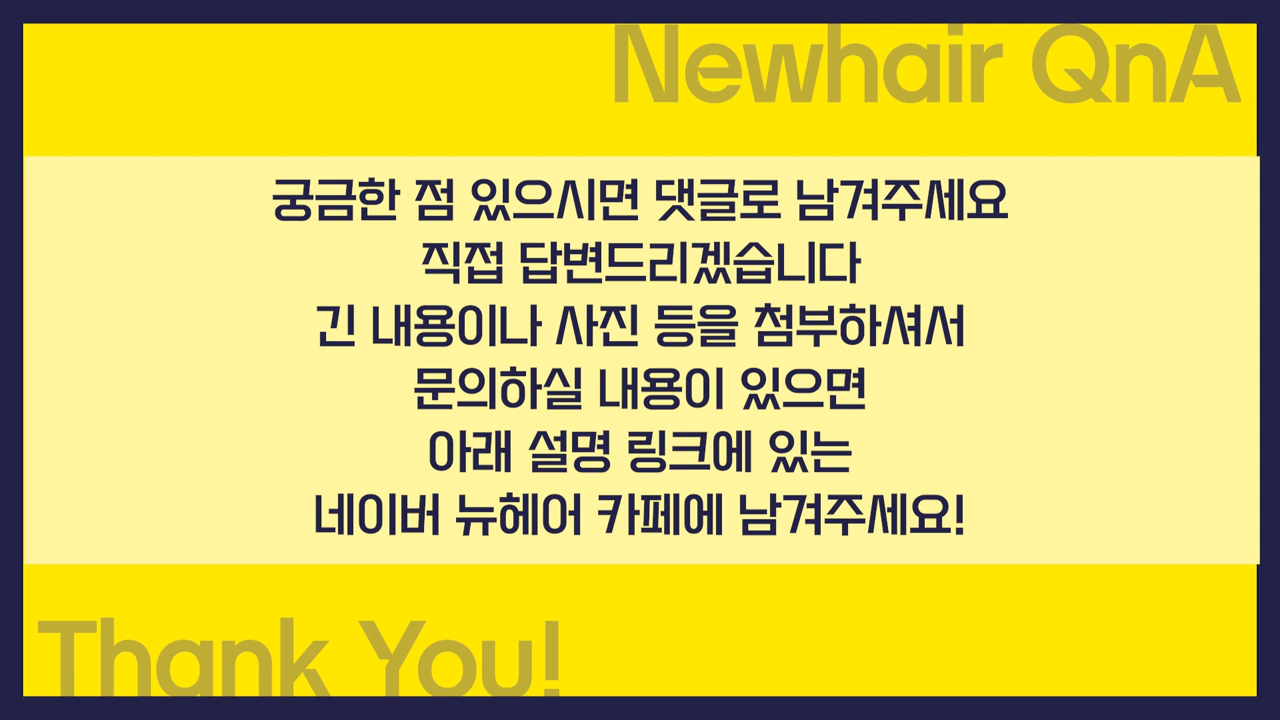 Newhair QnA
궁금한 점 있으시면 댓글로 남겨주세요
직접 답변드리겠습니다
긴 내용이나 사진 등을 첨부하셔서
문의하실 내용이 있으면
아래 설명 링크에 있는
네이버 뉴헤어 카페에 남겨주세요!
Thank You!